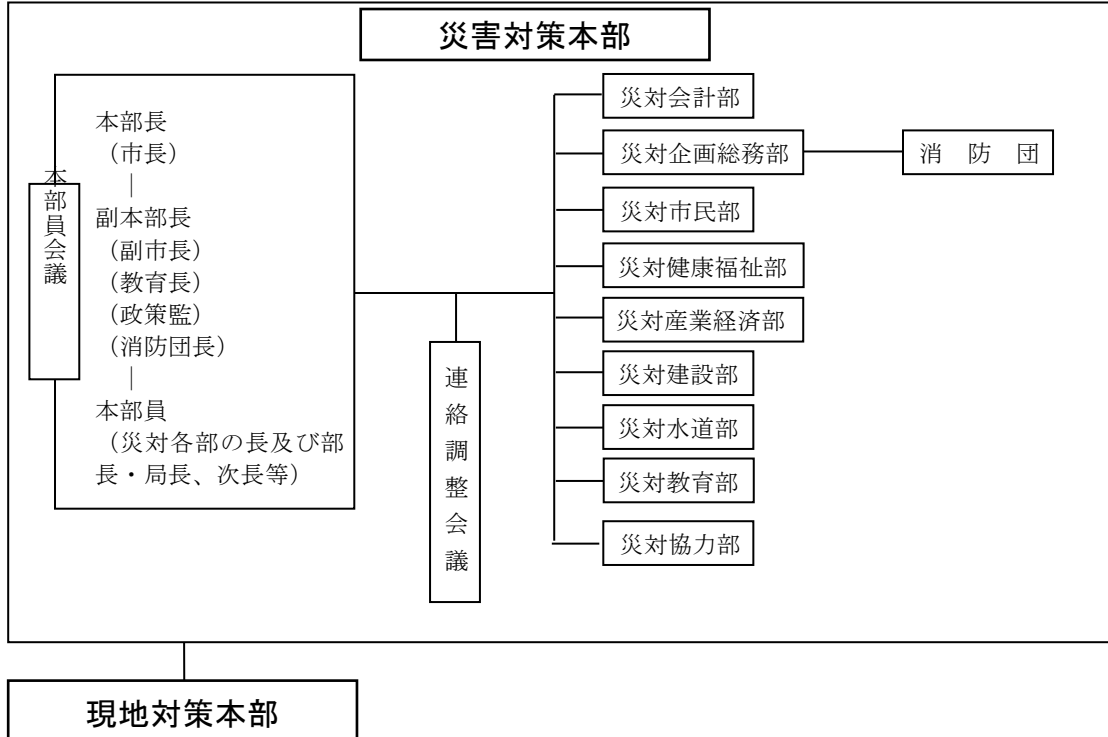 災害対策本部
本部員会議
本部長
（市長）
｜
副本部長
（副市長）
（教育長）
（政策監）
（消防団長）
｜
本部員
（災対各部の長及び部
長・局長、次長等）
連絡調整会議
災対会計部
災対企画総務部
消　防　団
災対市民部
災対健康福祉部
災対産業経済部
災対建設部
災対水道部
災対教育部
災対協力部
現地対策本部